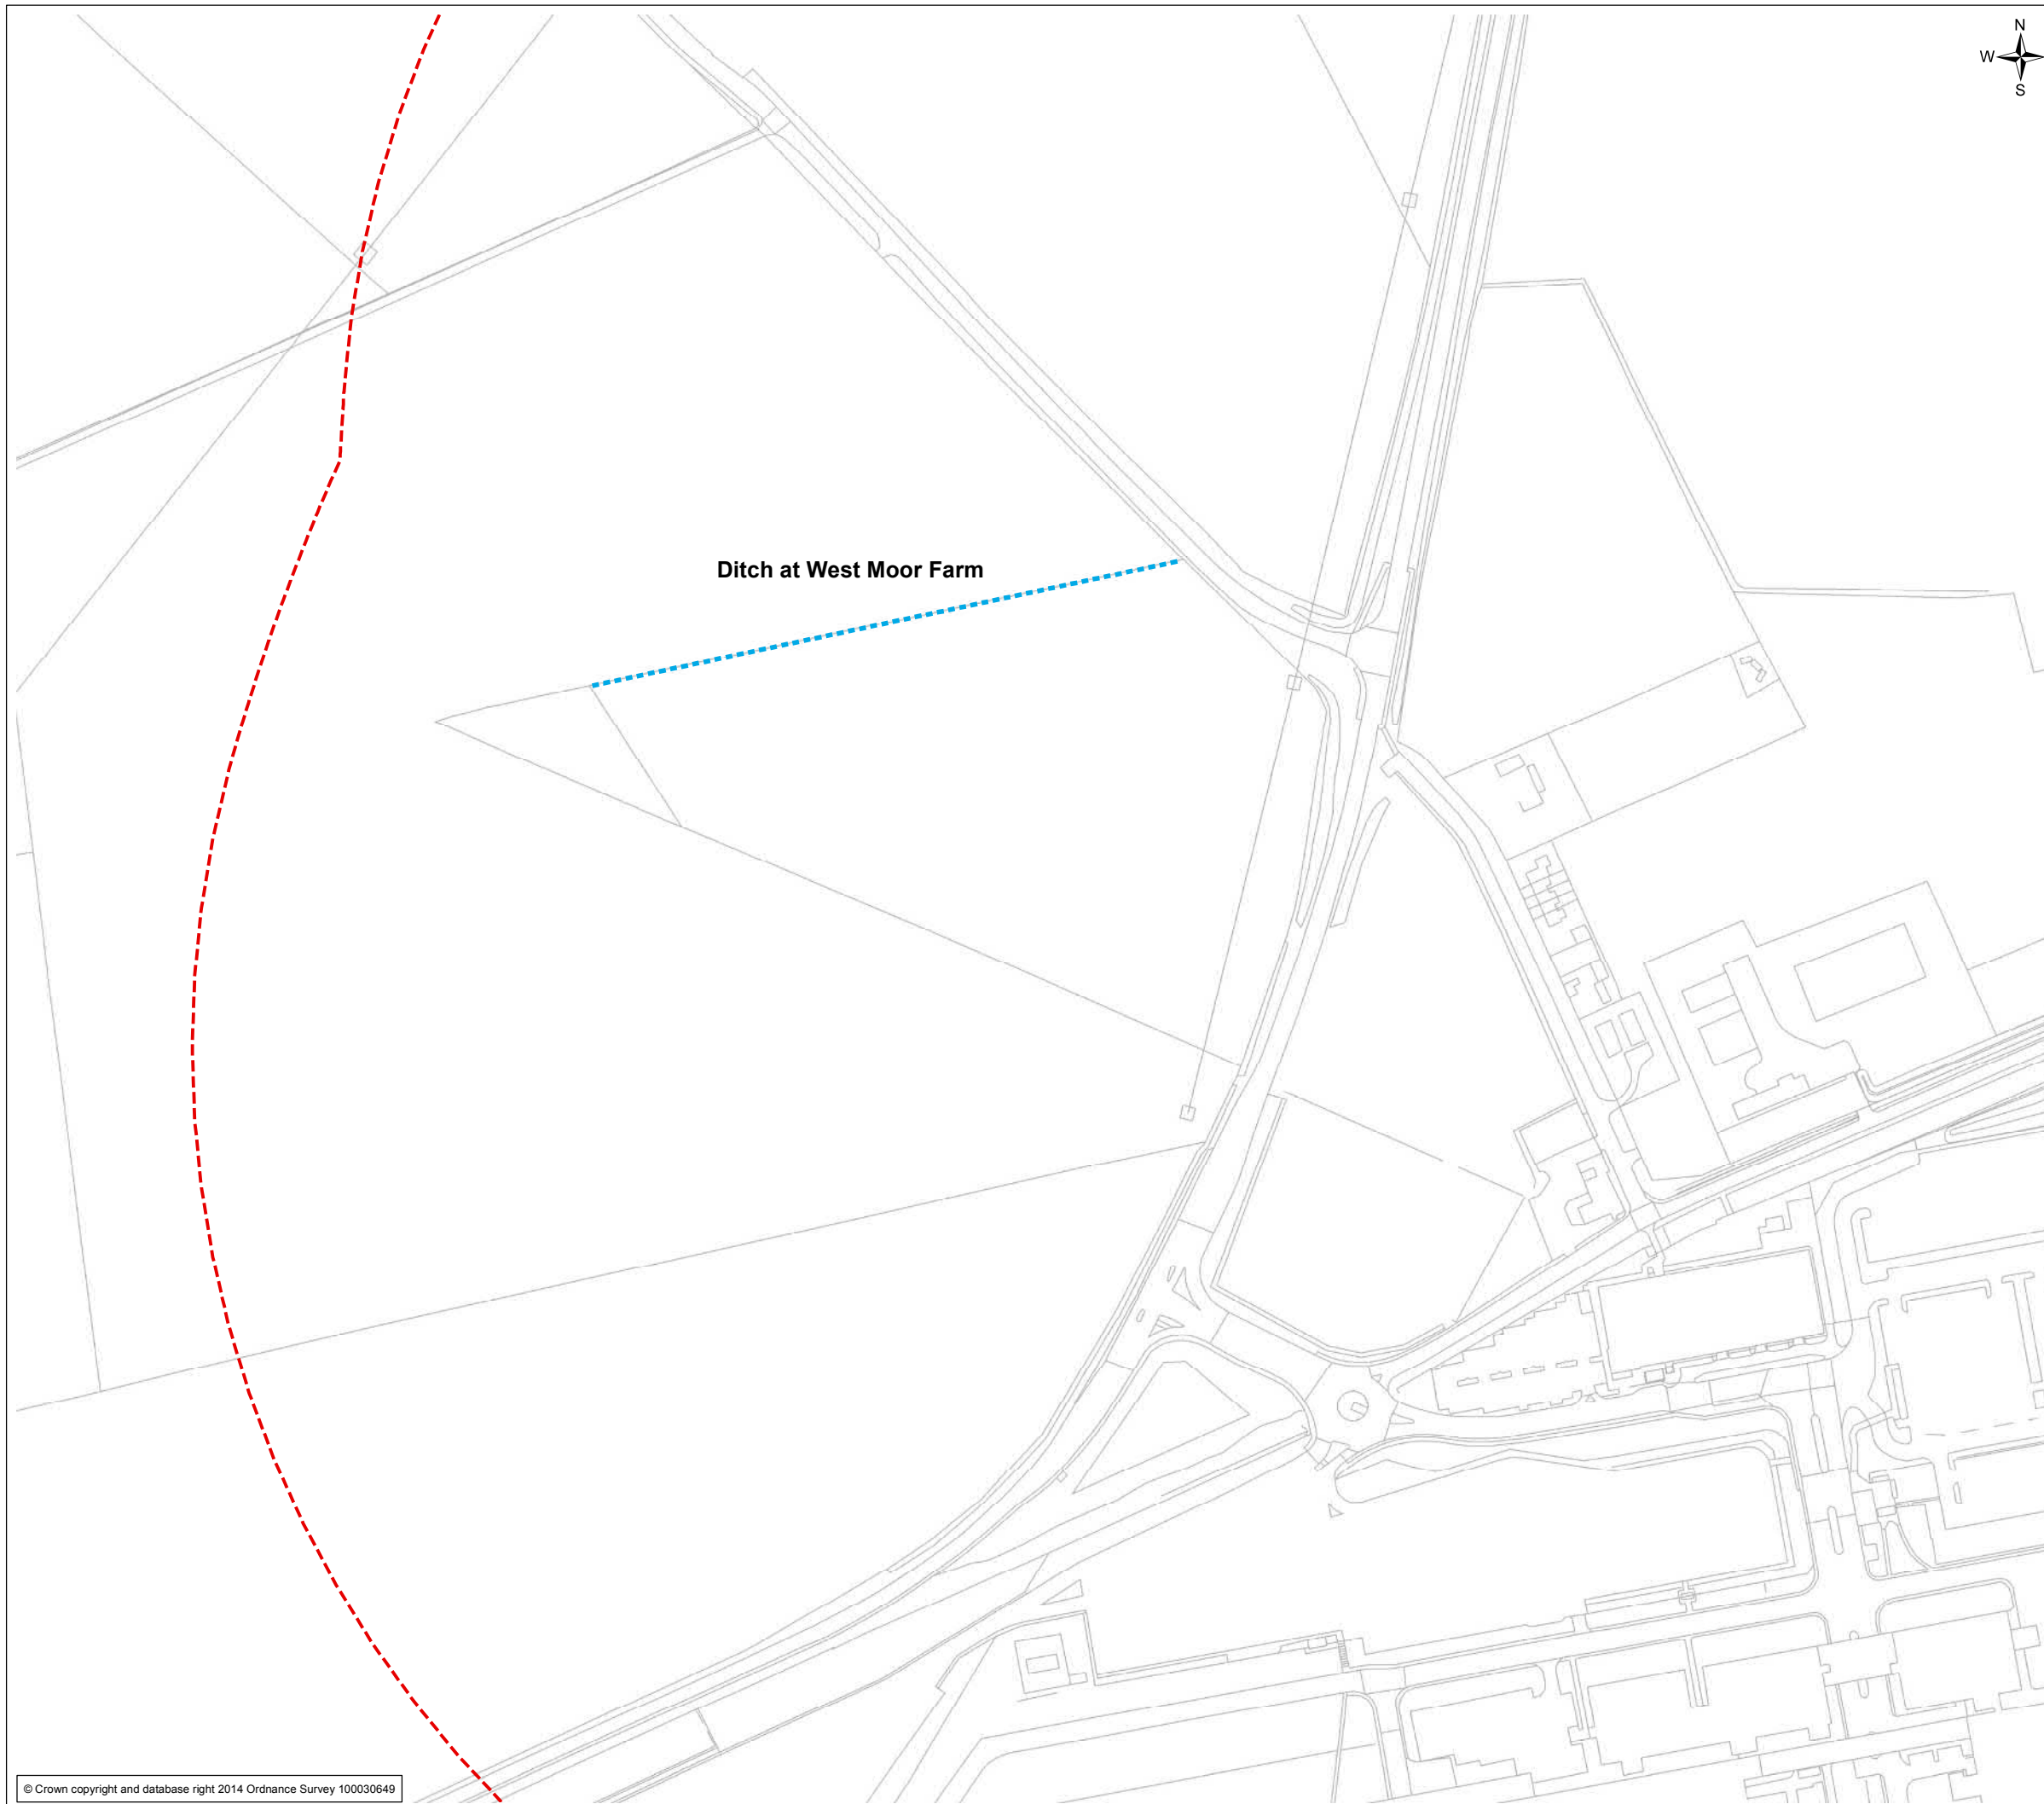 N
W
S
Ditch at West Moor Farm
© Crown copyright and database right 2014 Ordnance Survey 100030649